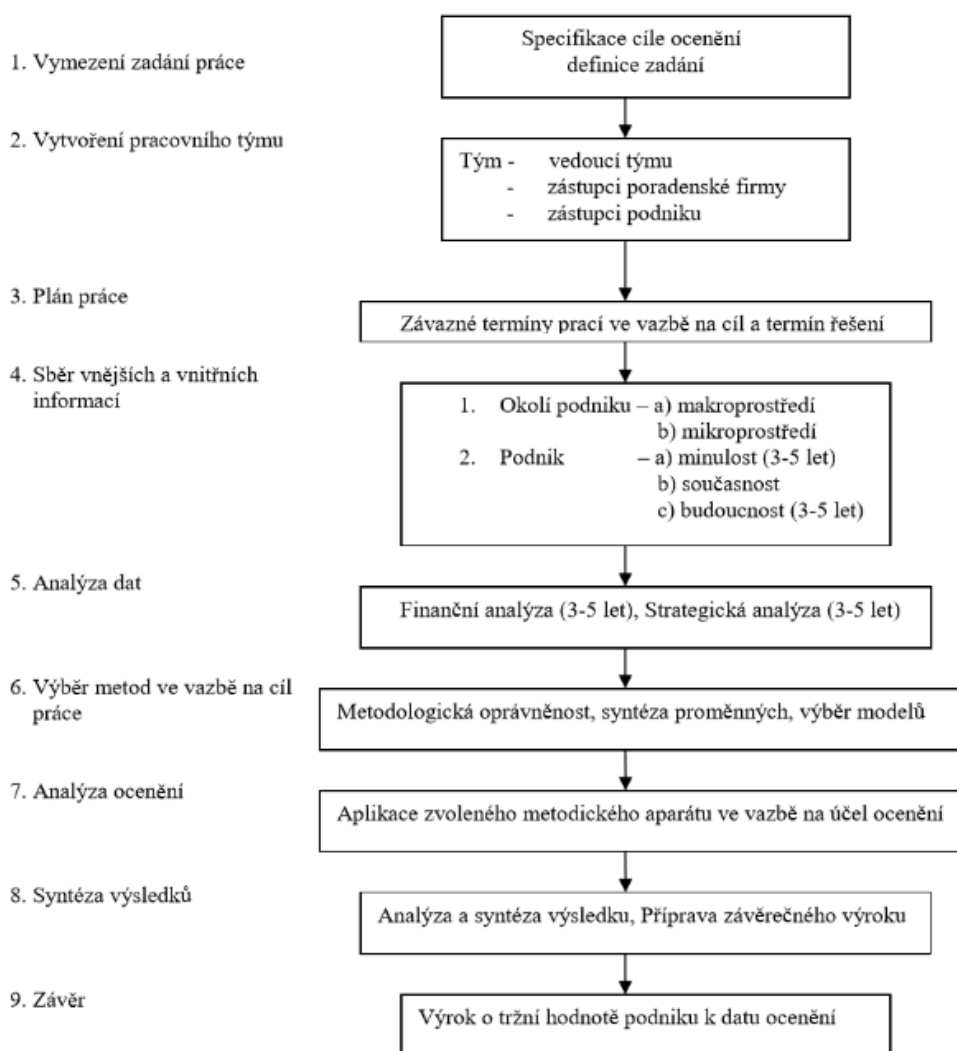 1. Vymezení zadání práce
Specifikace cíle ocenění
definice zadání
2. Vytvoření pracovního týmu
Tým - vedoucí týmu
- zástupci poradenské firmy
- zástupci podniku
3. Plán práce
Závazné termíny prací ve vazbě na cíl a termín řešení
4. Sběr vnějších a vnitřních
informací
1. Okolí podniku – a) makroprostředí
b) mikroprostředí
2. Podnik – a) minulost (3-5 let)
b) současnost
c) budoucnost (3-5 let)
5. Analýza dat
Finanční analýza (3-5 let), Strategická analýza (3-5 let)
6. Výběr metod ve vazbě na cíl
práce
Metodologická oprávněnost, syntéza proměnných, výběr modelů
7. Analýza ocenění
Aplikace zvoleného metodického aparátu ve vazbě na účel ocenění
8. Syntéza výsledků
Analýza a syntéza výsledku, Příprava závěrečného výroku
9. Závěr
Výrok o tržní hodnotě podniku k datu ocenění